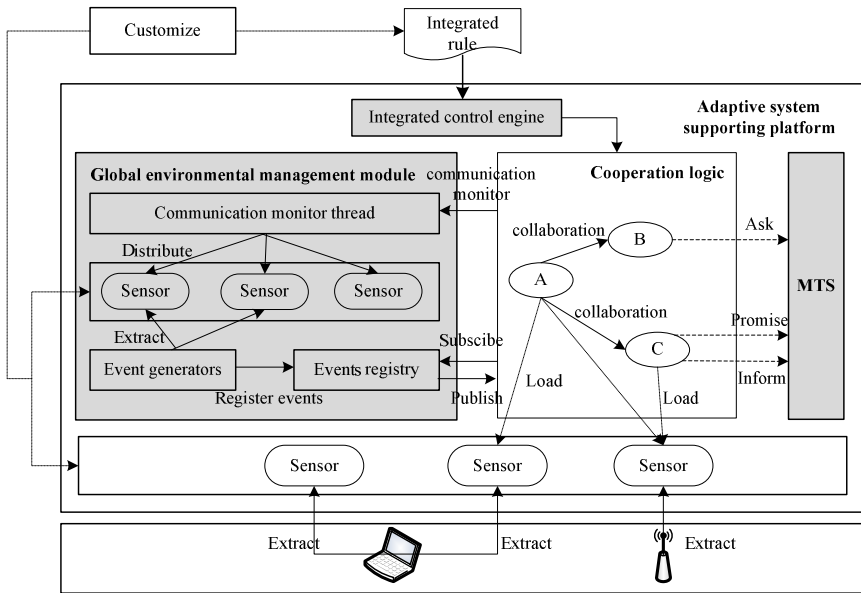 Customize
Integrated
rule
Integrated control engine
Adaptive system
supporting platform
Global environmental management module
communication
monitor
Cooperation logic
Communication monitor thread
collaboration
B
Ask
Distribute
Sensor
Sensor
Sensor
A
MTS
collaboration
Promise
Extract
Subscibe
C
Event generators
Events registry
Register events
Publish
Load
Load
Inform
Sensor
Sensor
Sensor
Extract
Extract
Extract